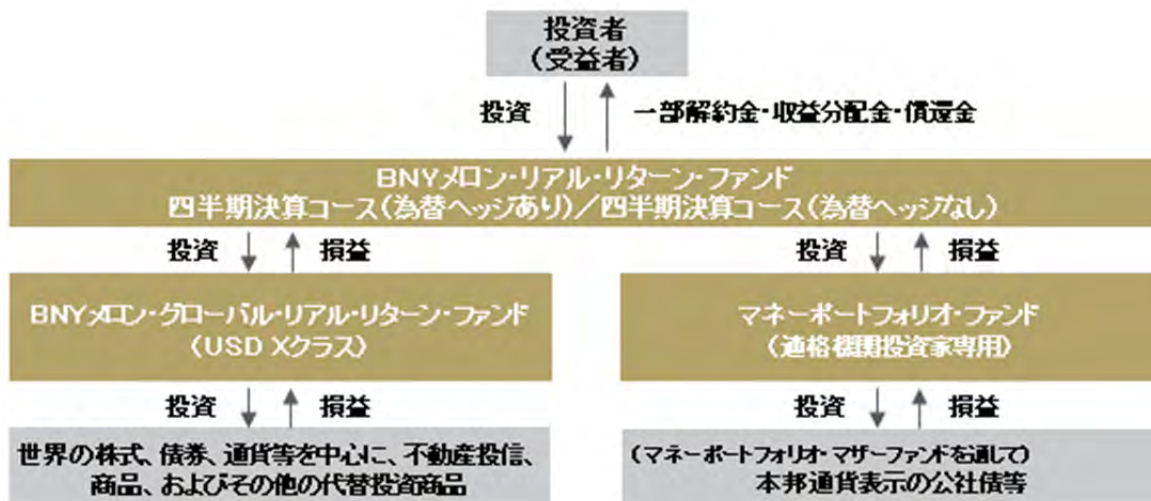 投資者
(受益者)
投資
一部解約金・収益分配金・償還金
BNYメロン・リアル・リターン・ファンド
四半期決算コース(為替ヘッジあり)/四半期決算コース(為替ヘッジなし)
投資
損益
投資
損益
BNYメロン・グローバル・リアル・リターン・ファンド
(USD Xクラス)
マネーポートフォリオ・ファンド
(適格機関投資家専用)
投資
損益
投資
損益
世界の株式、債券、通貨等を中心に、不動産投信、
商品、およびその他の代替投資商品
(マネーポートフォリオ・マザーファンドを通して)
本邦通貨表示の公社債等